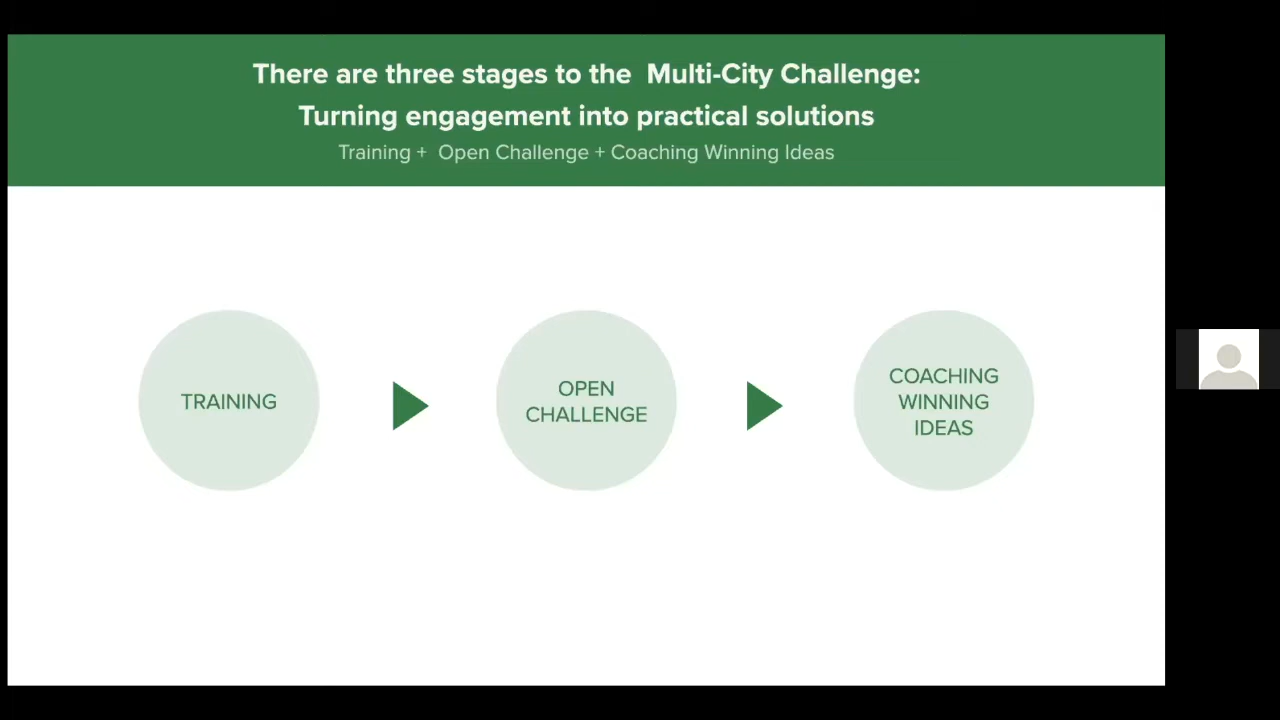 There are three stages to the  Multi-City Challenge:
Turning engagement into practical solutions
Training +  Open Challenge + Coaching Winning Ideas
TRAINING
OPEN
CHALLENGE
COACHING
WINNING
IDEAS